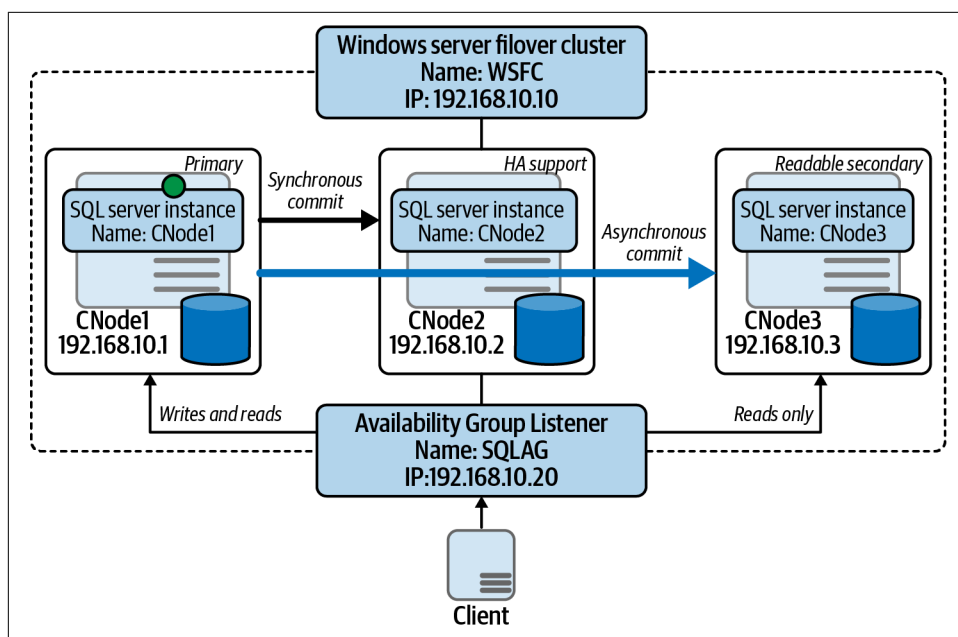 Windows server filover cluster
Name: WSFC
IP: 192.168.10.10
Primary
SQL server instance
Name: CNode1
CNode1
192.168.10.1
Synchronous
commit
HA support
SQL server instance
Name: CNode2
CNode2
192.168.10.2
Asynchronous
commit
Readable secondary
SQL server instance
Name: CNode3
CNode3
192.168.10.3
Writes and reads
Availability Group Listener
Name: SQLAG
IP:192.168.10.20
Reads only
Client